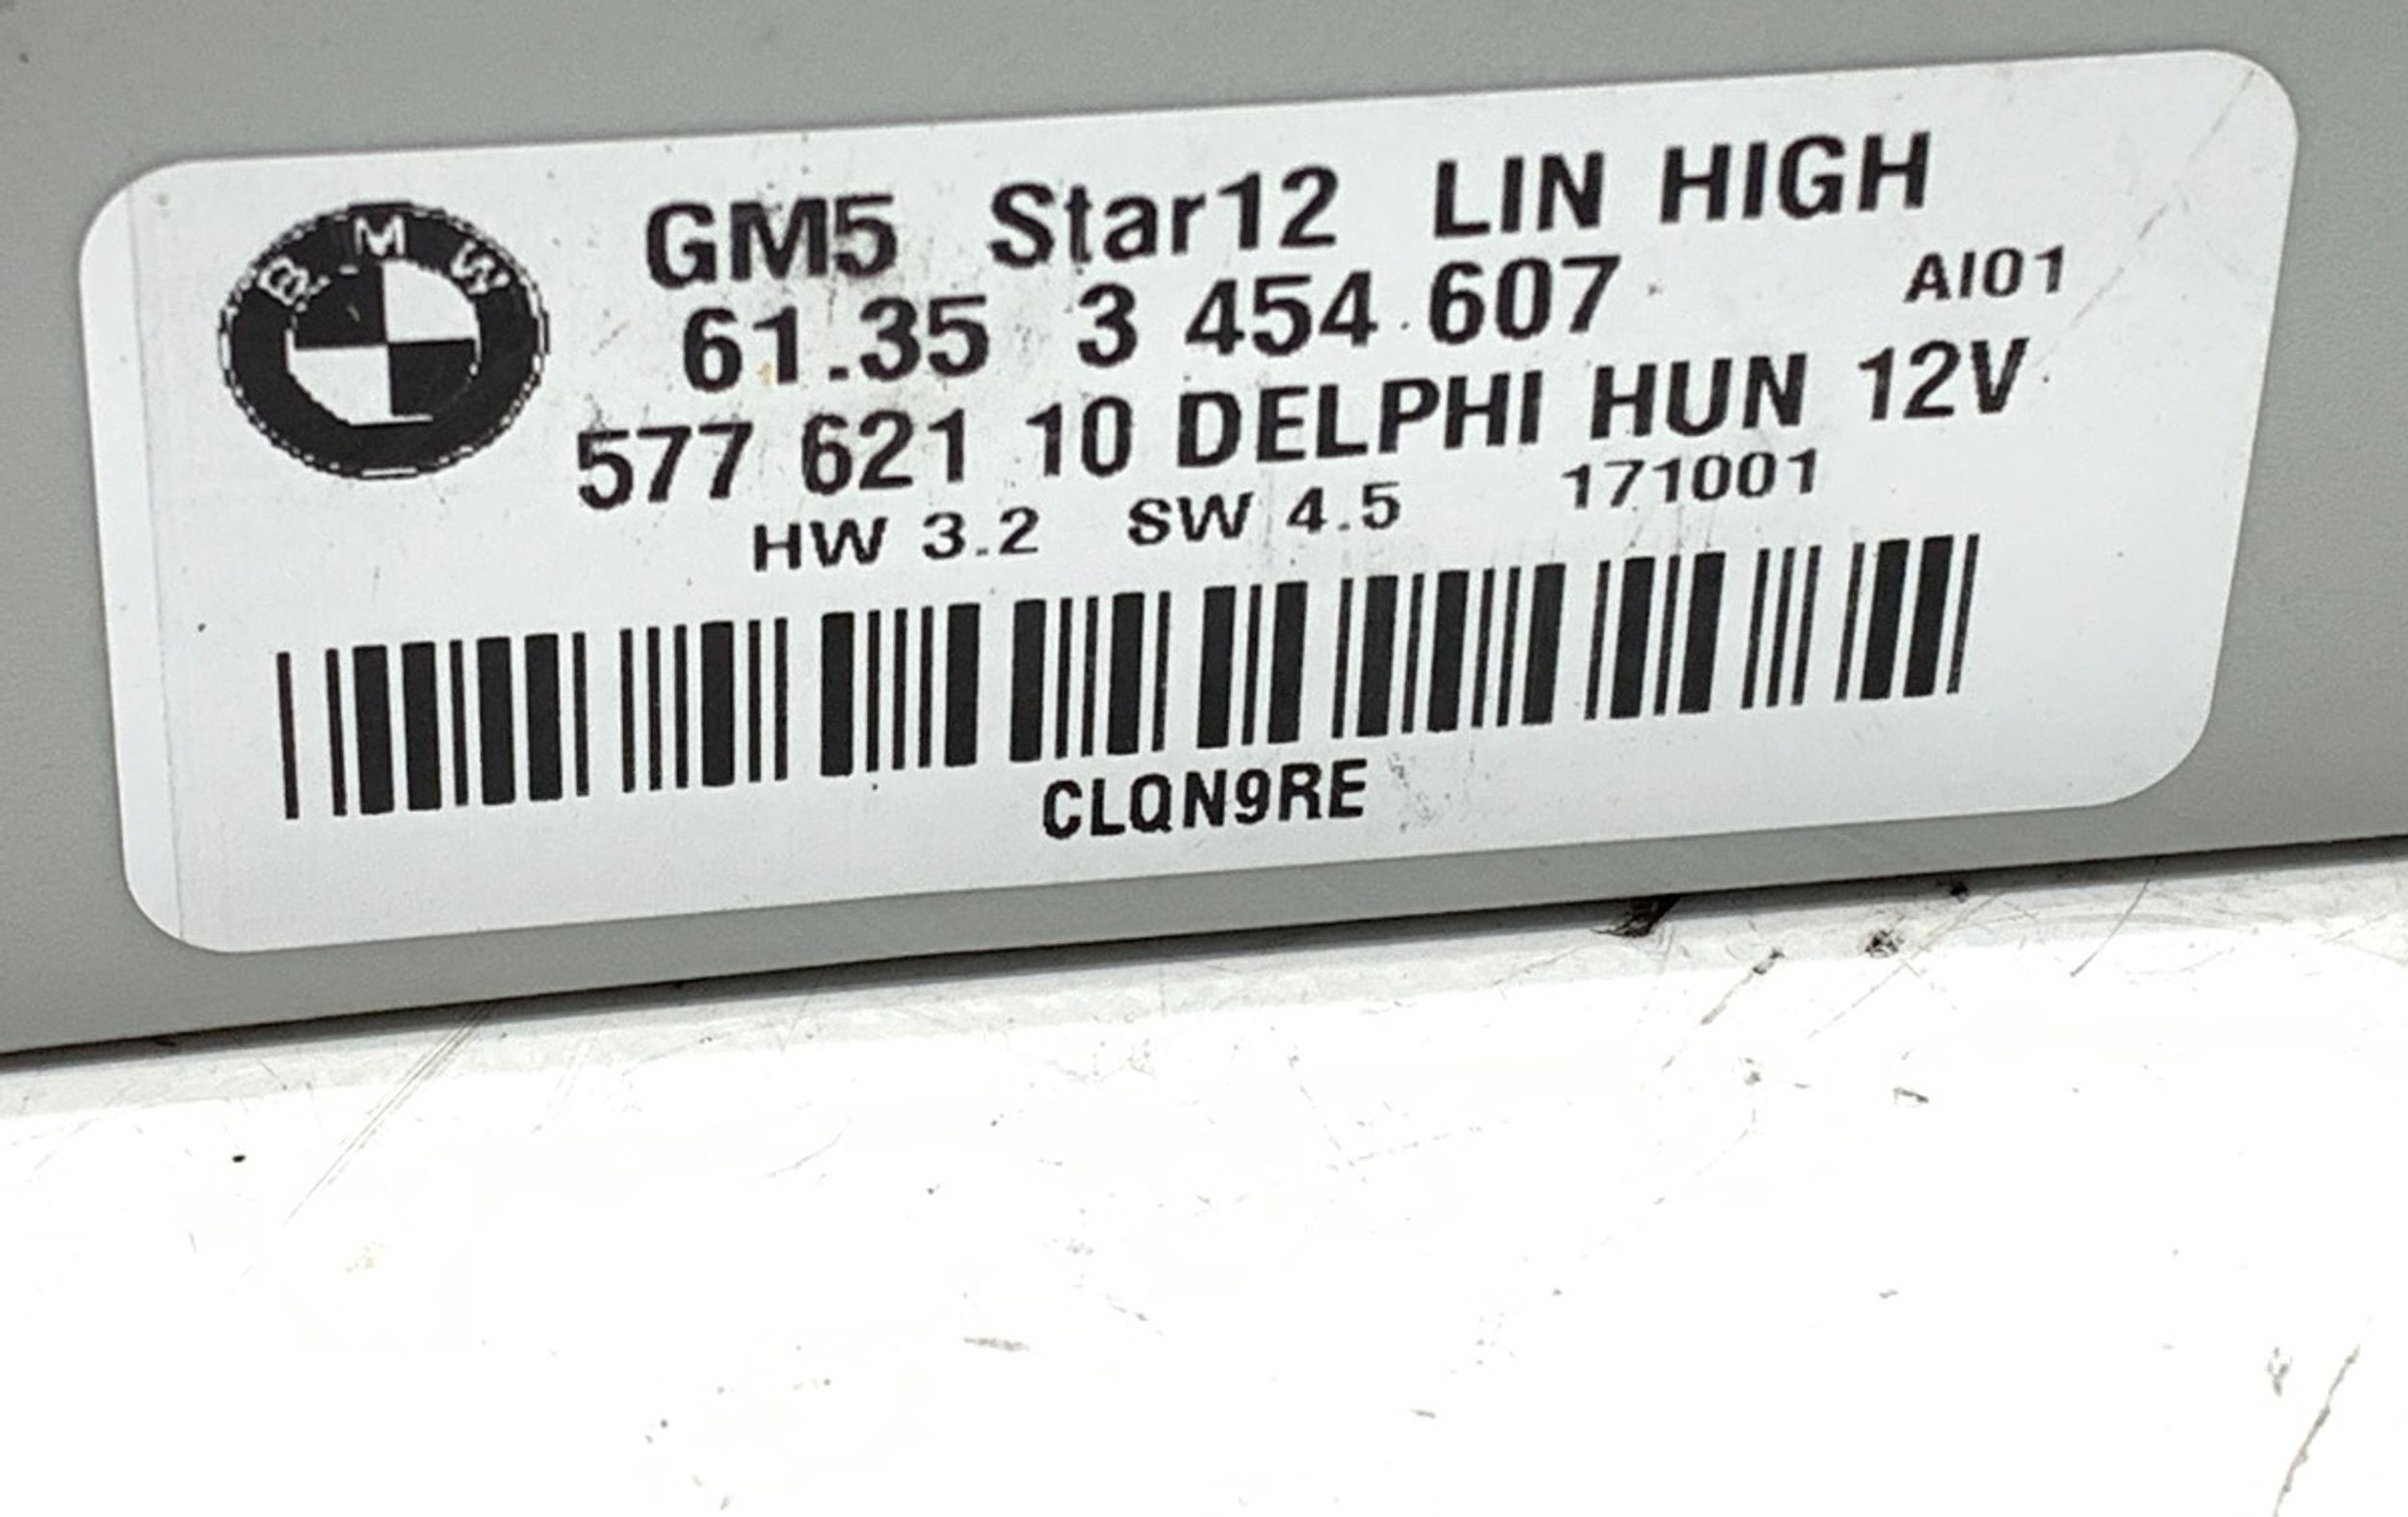 BMW
GM5 Star12 LIN HIGH
61.35 3 454 607 AI01
577 621 10 DELPHI HUN 12V
HW 3.2 SW 4.5 171001
CLQN9RE